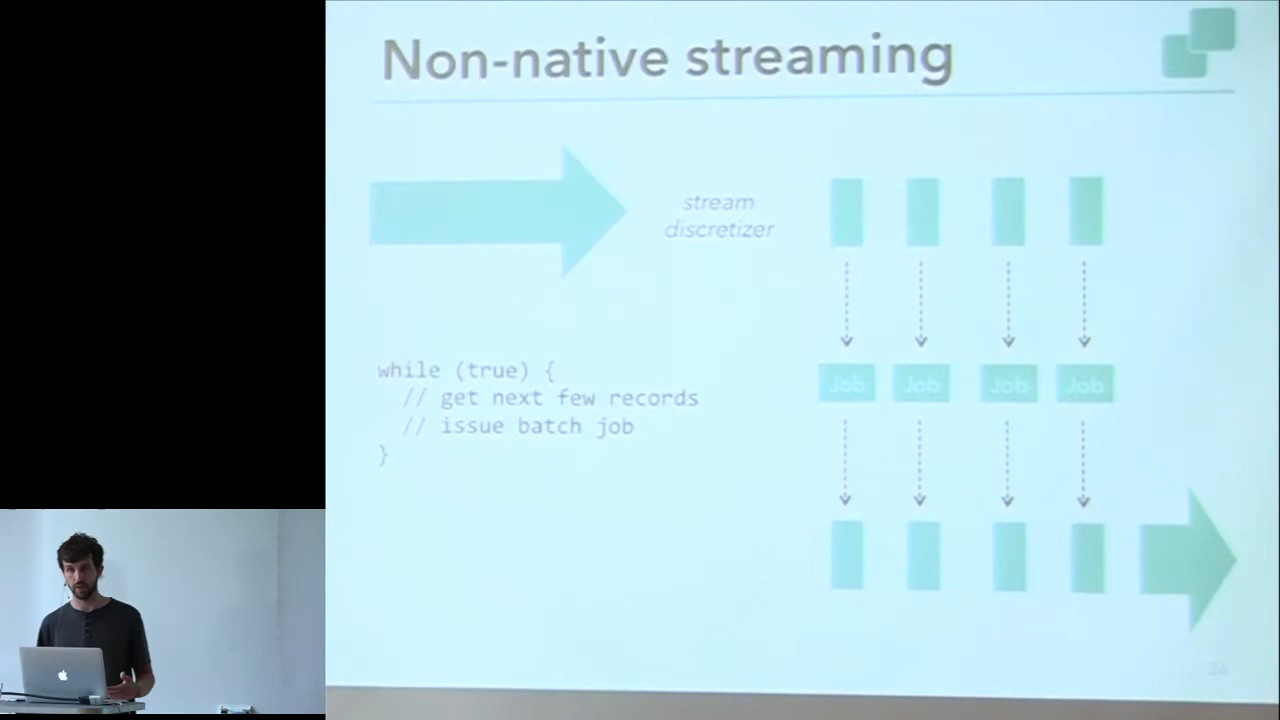 Non-native streaming
stream
discretizer
while (true) {
// get next few records
// issue batch job
}
Job Job Job Job